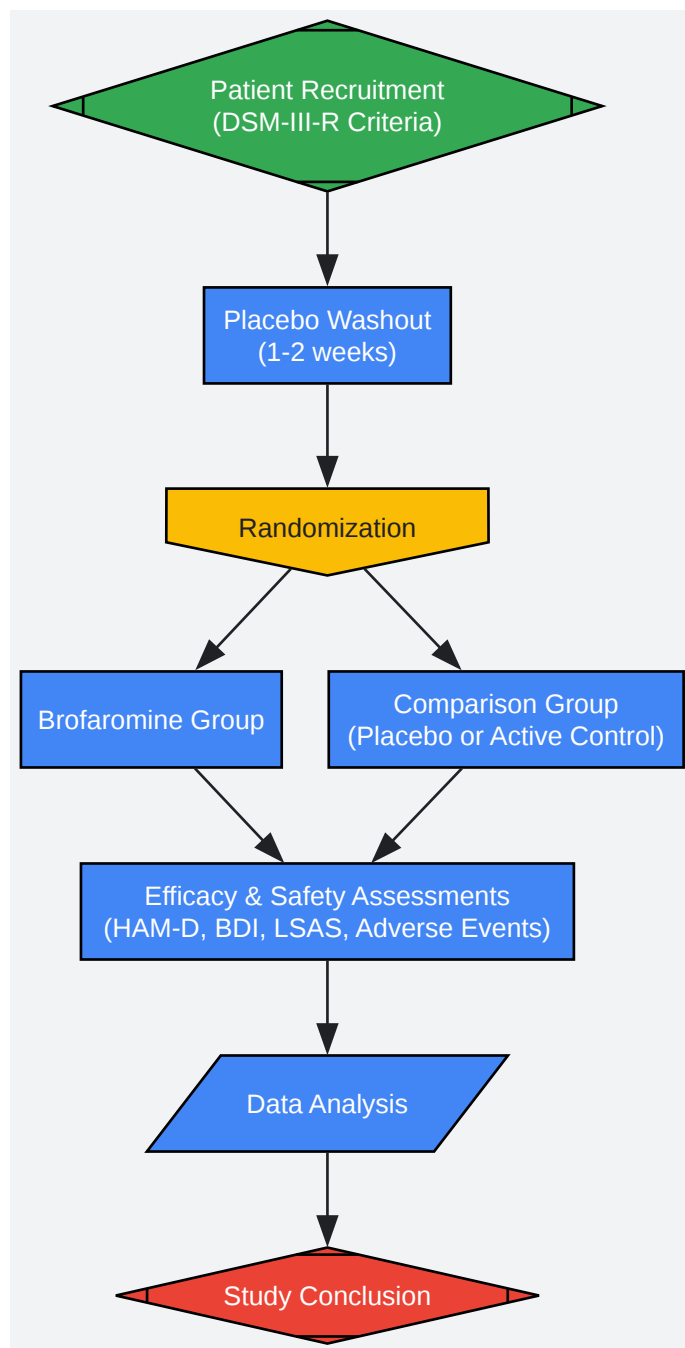 Patient Recruitment
(DSM-III-R Criteria)
Placebo Washout
(1-2 weeks)
Randomization
Brofaromine Group
Comparison Group
(Placebo or Active Control)
Efficacy & Safety Assessments
(HAM-D, BDI, LSAS, Adverse Events)
Data Analysis
Study Conclusion